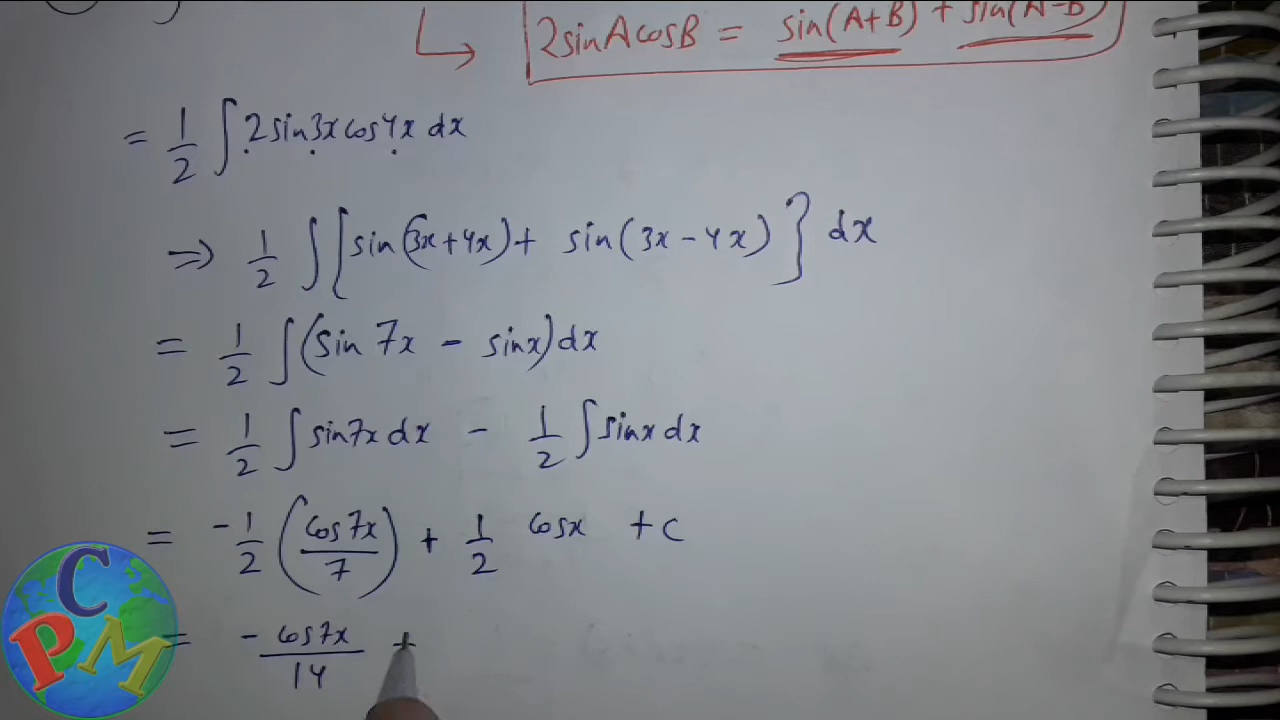 2sinAcosB = sin(A+B) + sin(A-B)
= 1/2 ∫ 2sin3x cos4x dx
⇒ 1/2 ∫ [sin(3x+4x) + sin(3x-4x)} dx
= 1/2 ∫ (sin 7x - sinx) dx
= 1/2 ∫ sin7x dx - 1/2 ∫ sinx dx
= -1/2 (cos7x/7) + 1/2 cosx + c
= - cos7x/14 +
CPM